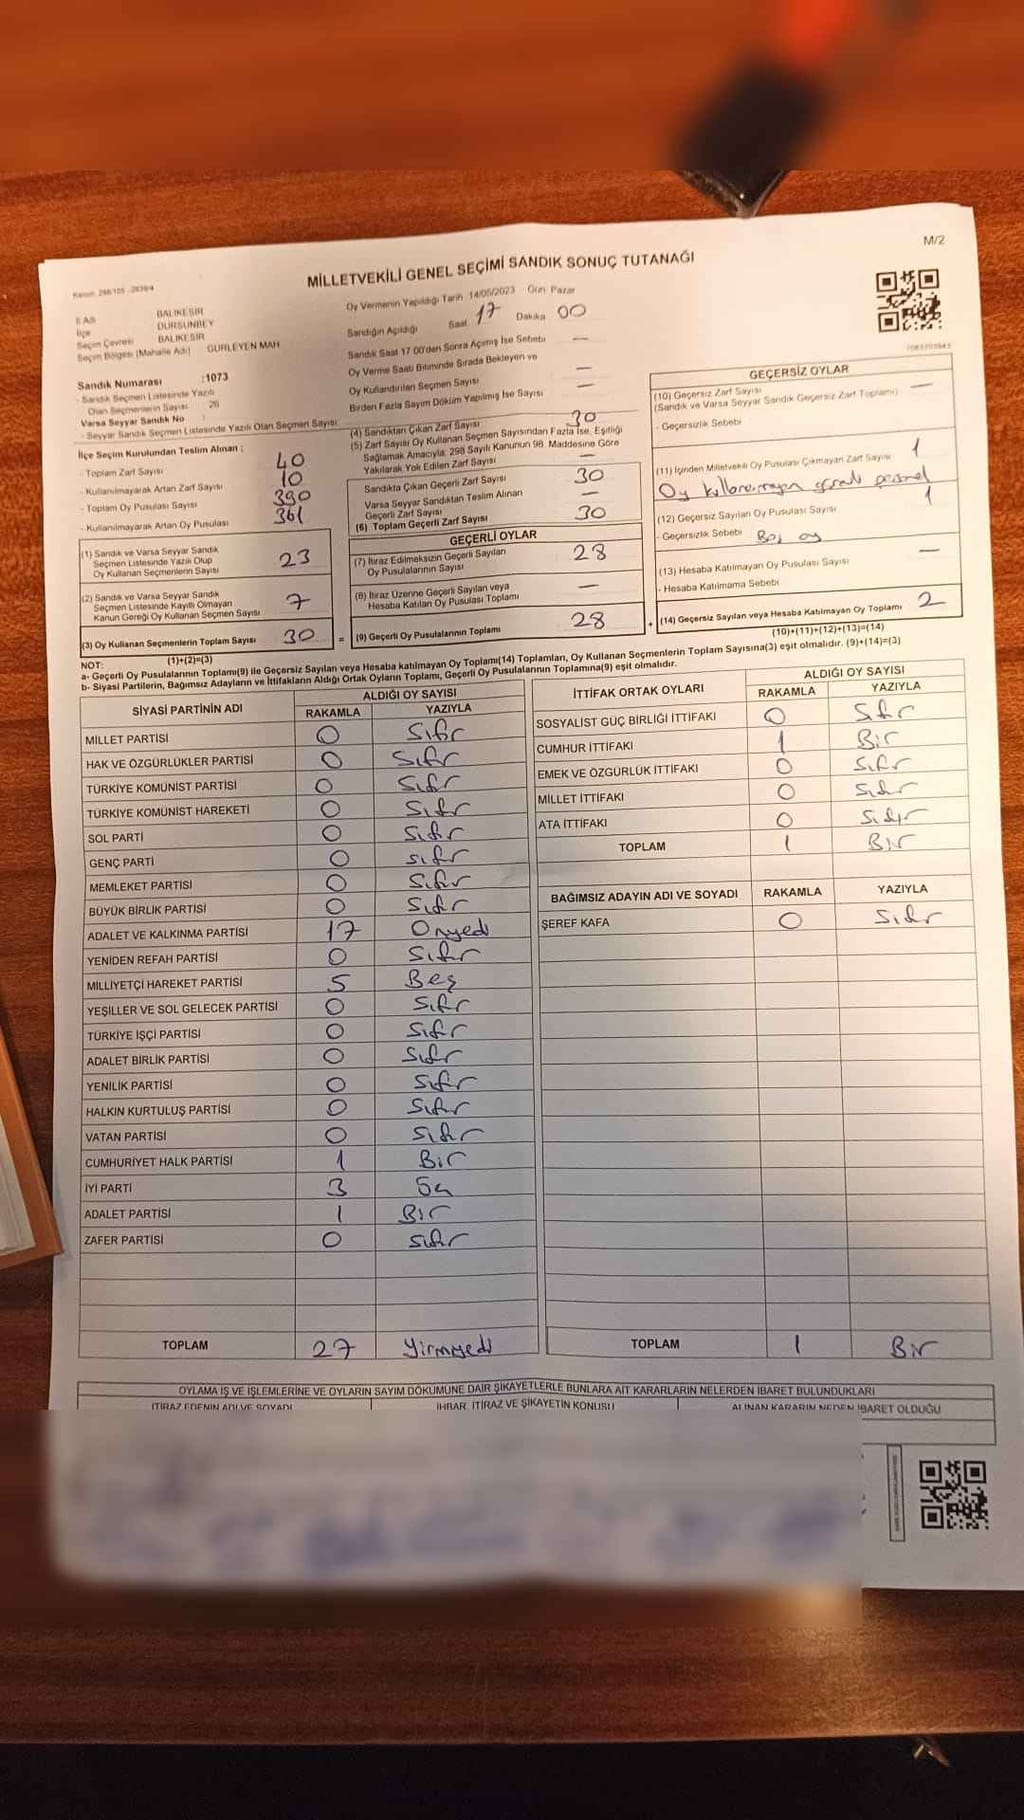 M/2
MİLLETVEKİLİ GENEL SEÇİMİ SANDIK SONUÇ TUTANAĞI
İl Adı BALIKESİR
İlçe DURSUNBEY
Seçim Çevresi BALIKESİR
Seçim Bölgesi (Mahalle Adı) GÜRLEYEN MAH
Sandık Numarası :1073
- Sandık Seçmen Listesinde Yazılı
Olan Seçmenlerin Sayısı : 26
Varsa Seyyar Sandık No :
- Seyyar Sandık Seçmen Listesinde Yazılı Olan Seçmen Sayısı
Oy Vermenin Yapıldığı Tarih 14/05/2023 Gün Pazar
Sandığın Açıldığı Saat 17 Dakika 00
Sandık Saat 17.00'den Sonra Açımış İse Sebebi —
Oy Verme Saati Bitiminde Sırada Bekleyen ve
Oy Kullandırılan Seçmen Sayısı —
Birden Fazla Sayım Döküm Yapılmış İse Sayısı —
İlçe Seçim Kurulundan Teslim Alınan :
- Toplam Zarf Sayısı 40
- Kullanılmayarak Artan Zarf Sayısı 10
- Toplam Oy Pusulası Sayısı 390
- Kullanılmayarak Artan Oy Pusulası 361
(1) Sandık ve Varsa Seyyar Sandık
Seçmen Listesinde Yazılı Olup
Oy Kullanan Seçmenlerin Sayısı 23
(2) Sandık ve Varsa Seyyar Sandık
Seçmen Listesinde Kayıtlı Olmayan
Kanun Gereği Oy Kullanan Seçmen Sayısı 7
(3) Oy Kullanan Seçmenlerin Toplam Sayısı 30 =
(1)+(2)=(3)
(4) Sandıktan Çıkan Zarf Sayısı 30
(5) Zarf Sayısı Oy Kullanan Seçmen Sayısından Fazla İse, Eşitliği
Sağlamak Amacıyla; 298 Sayılı Kanunun 98. Maddesine Göre
Yakılarak Yok Edilen Zarf Sayısı —
Sandıkta Çıkan Geçerli Zarf Sayısı 30
Varsa Seyyar Sandıktan Teslim Alınan
Geçerli Zarf Sayısı —
(6) Toplam Geçerli Zarf Sayısı 30
GEÇERLİ OYLAR
(7) İtiraz Edilmeksizin Geçerli Sayılan
Oy Pusulalarının Sayısı 28
(8) İtiraz Üzerine Geçerli Sayılan veya
Hesaba Katılan Oy Pusulası Toplamı —
(9) Geçerli Oy Pusulalarının Toplamı 28 +
GEÇERSİZ OYLAR
(10) Geçersiz Zarf Sayısı —
(Sandık ve Varsa Seyyar Sandık Geçersiz Zarf Toplamı)
- Geçersizlik Sebebi
(11) İçinden Milletvekili Oy Pusulası Çıkmayan Zarf Sayısı 1
Oy kullanamayan
(12) Geçersiz Sayılan Oy Pusulası Sayısı 1
- Geçersizlik Sebebi Boş oy
(13) Hesaba Katılmayan Oy Pusulası Sayısı —
- Hesaba Katılmama Sebebi
(14) Geçersiz Sayılan veya Hesaba Katılmayan Oy Toplamı 2
(10)+(11)+(12)+(13)=(14)
NOT:
a- Geçerli Oy Pusulalarının Toplamı(9) ile Geçersiz Sayılan veya Hesaba katılmayan Oy Toplamı(14) Toplamları, Oy Kullanan Seçmenlerin Toplam Sayısına(3) eşit olmalıdır. (9)+(14)=(3)
b- Siyasi Partilerin, Bağımsız Adayların ve İttifakların Aldığı Ortak Oyların Toplamı, Geçerli Oy Pusulalarının Toplamına(9) eşit olmalıdır.
SİYASİ PARTİNİN ADI ALDIĞI OY SAYISI
RAKAMLA YAZIYLA
MİLLET PARTİSİ 0 Sıfır
HAK VE ÖZGÜRLÜKLER PARTİSİ 0 Sıfır
TÜRKİYE KOMÜNİST PARTİSİ 0 Sıfır
TÜRKİYE KOMÜNİST HAREKETİ 0 Sıfır
SOL PARTİ 0 Sıfır
GENÇ PARTİ 0 Sıfır
MEMLEKET PARTİSİ 0 Sıfır
BÜYÜK BİRLİK PARTİSİ 0 Sıfır
ADALET VE KALKINMA PARTİSİ 17 Onyedi
YENİDEN REFAH PARTİSİ 0 Sıfır
MİLLİYETÇİ HAREKET PARTİSİ 5 Beş
YEŞİLLER VE SOL GELECEK PARTİSİ 0 Sıfır
TÜRKİYE İŞÇİ PARTİSİ 0 Sıfır
ADALET BİRLİK PARTİSİ 0 Sıfır
YENİLİK PARTİSİ 0 Sıfır
HALKIN KURTULUŞ PARTİSİ 0 Sıfır
VATAN PARTİSİ 0 Sıfır
CUMHURİYET HALK PARTİSİ 1 Bir
İYİ PARTİ 3 Üç
ADALET PARTİSİ 1 Bir
ZAFER PARTİSİ 0 Sıfır
TOPLAM 27 Yirmiyedi
İTTİFAK ORTAK OYLARI ALDIĞI OY SAYISI
RAKAMLA YAZIYLA
SOSYALİST GÜÇ BİRLİĞİ İTTİFAKI 0 Sıfır
CUMHUR İTTİFAKI 1 Bir
EMEK VE ÖZGÜRLÜK İTTİFAKI 0 Sıfır
MİLLET İTTİFAKI 0 Sıfır
ATA İTTİFAKI 0 Sıfır
TOPLAM 1 Bir
BAĞIMSIZ ADAYIN ADI VE SOYADI RAKAMLA YAZIYLA
ŞEREF KAFA 0 Sıfır
TOPLAM 1 Bir
OYLAMA İŞ VE İŞLEMLERİNE VE OYLARIN SAYIM DÖKÜMÜNE DAİR ŞİKAYETLERLE BUNLARA AİT KARARLARIN NELERDEN İBARET BULUNDUKLARI
İTİRAZ EDENİN ADI VE SOYADI İHBAR, İTİRAZ VE ŞİKAYETİN KONUSU ALINAN KARARIN NEDEN İBARET OLDUĞU